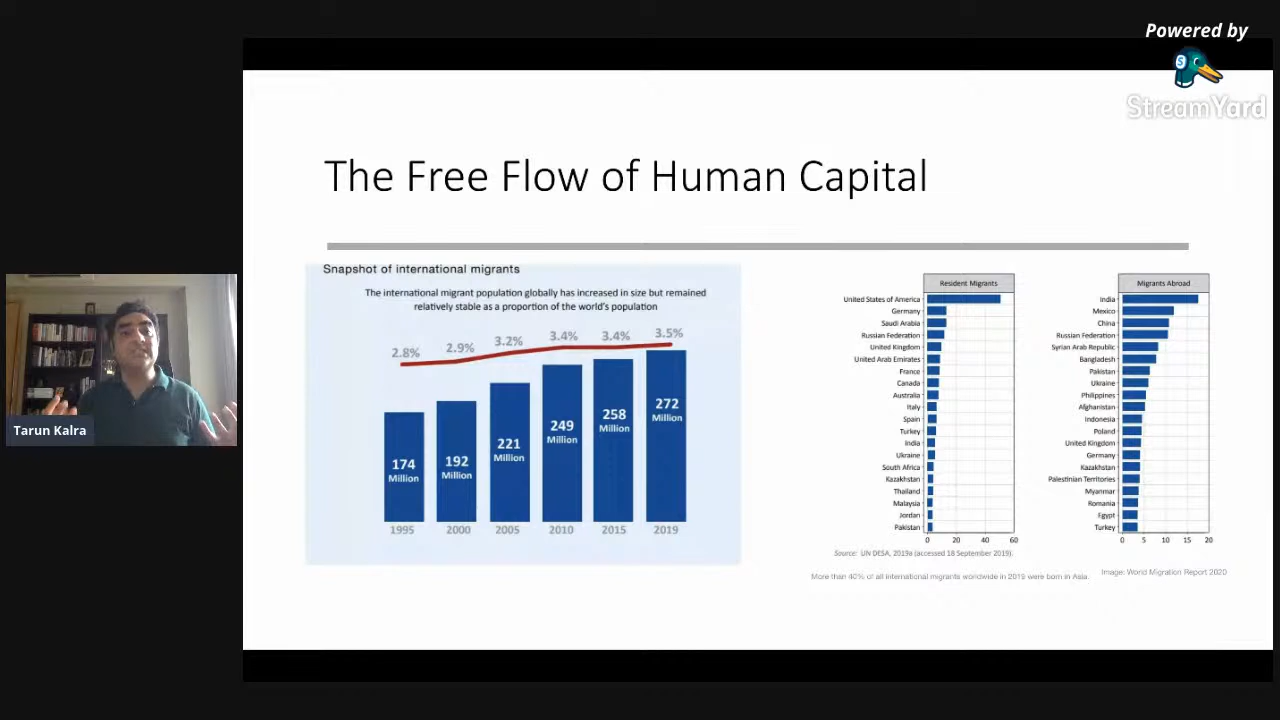 Powered by
StreamYard
The Free Flow of Human Capital
Snapshot of international migrants
The international migrant population globally has increased in size but remained
relatively stable as a proportion of the world's population
2.8%
2.9%
3.2%
3.4%
3.4%
3.5%
174
Million
192
Million
221
Million
249
Million
258
Million
272
Million
1995
2000
2005
2010
2015
2019
Resident Migrants
United States of America
Germany
Saudi Arabia
Russian Federation
United Kingdom
United Arab Emirates
France
Canada
Australia
Italy
Spain
Turkey
India
Ukraine
South Africa
Kazakhstan
Thailand
Malaysia
Jordan
Pakistan
0 20 40 60
Migrants Abroad
India
Mexico
China
Russian Federation
Syrian Arab Republic
Bangladesh
Pakistan
Ukraine
Philippines
Afghanistan
Indonesia
Poland
United Kingdom
Germany
Kazakhstan
Palestinian Territories
Myanmar
Romania
Egypt
Turkey
0 5 10 15 20
Source: UN DESA, 2019a (accessed 18 September 2019).
More than 40% of all international migrants worldwide in 2019 were born in Asia.
Image: World Migration Report 2020
Tarun Kalra